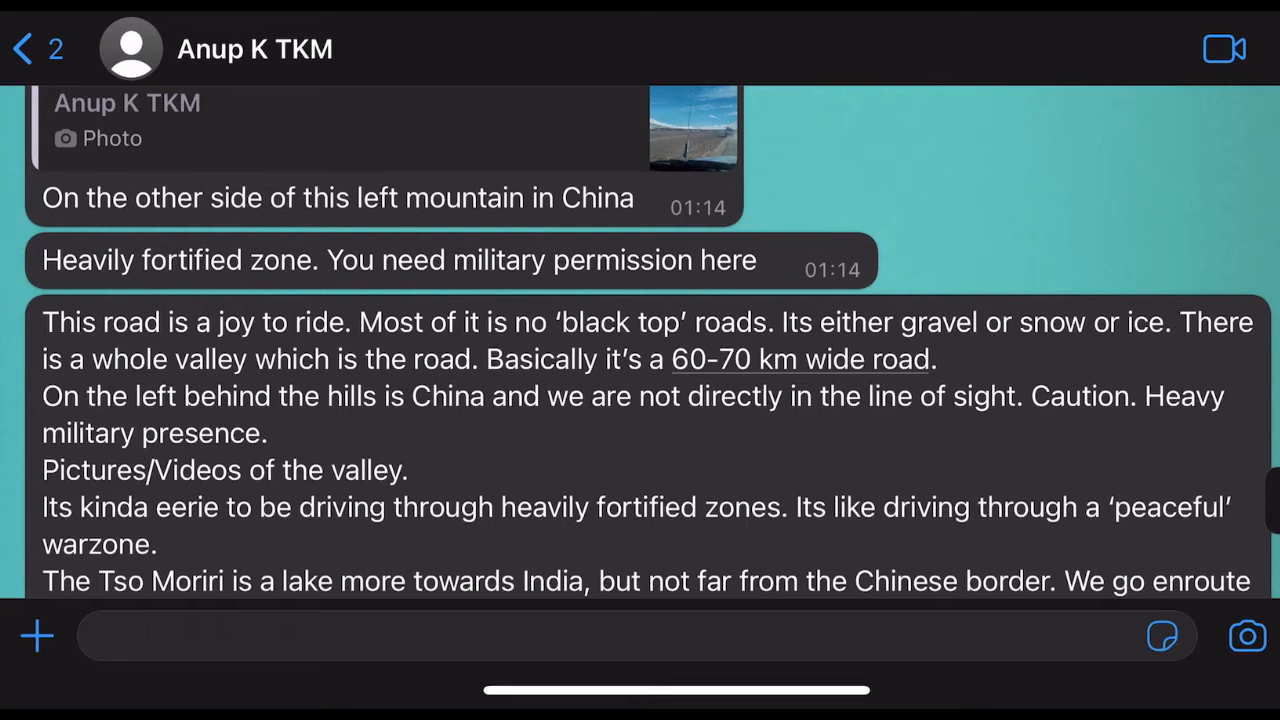 2
Anup K TKM
Anup K TKM
Photo
On the other side of this left mountain in China
01:14
Heavily fortified zone. You need military permission here
01:14
This road is a joy to ride. Most of it is no ‘black top’ roads. Its either gravel or snow or ice. There
is a whole valley which is the road. Basically it’s a 60-70 km wide road.
On the left behind the hills is China and we are not directly in the line of sight. Caution. Heavy
military presence.
Pictures/Videos of the valley.
Its kinda eerie to be driving through heavily fortified zones. Its like driving through a ‘peaceful’
warzone.
The Tso Moriri is a lake more towards India, but not far from the Chinese border. We go enroute